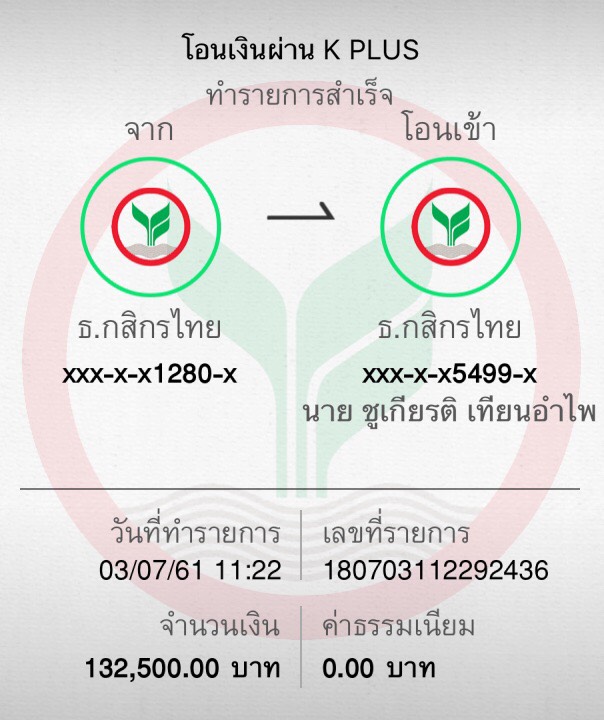 โอนเงินผ่าน K PLUS
ทำรายการสำเร็จ
จาก
โอนเข้า
ธ.กสิกรไทย
ธ.กสิกรไทย
xxx-x-x1280-x
xxx-x-x5499-x
นาย ชูเกียรติ เทียนอำไพ
วันที่ทำรายการ
เลขที่รายการ
03/07/61 11:22
180703112292436
จำนวนเงิน
ค่าธรรมเนียม
132,500.00 บาท
0.00 บาท